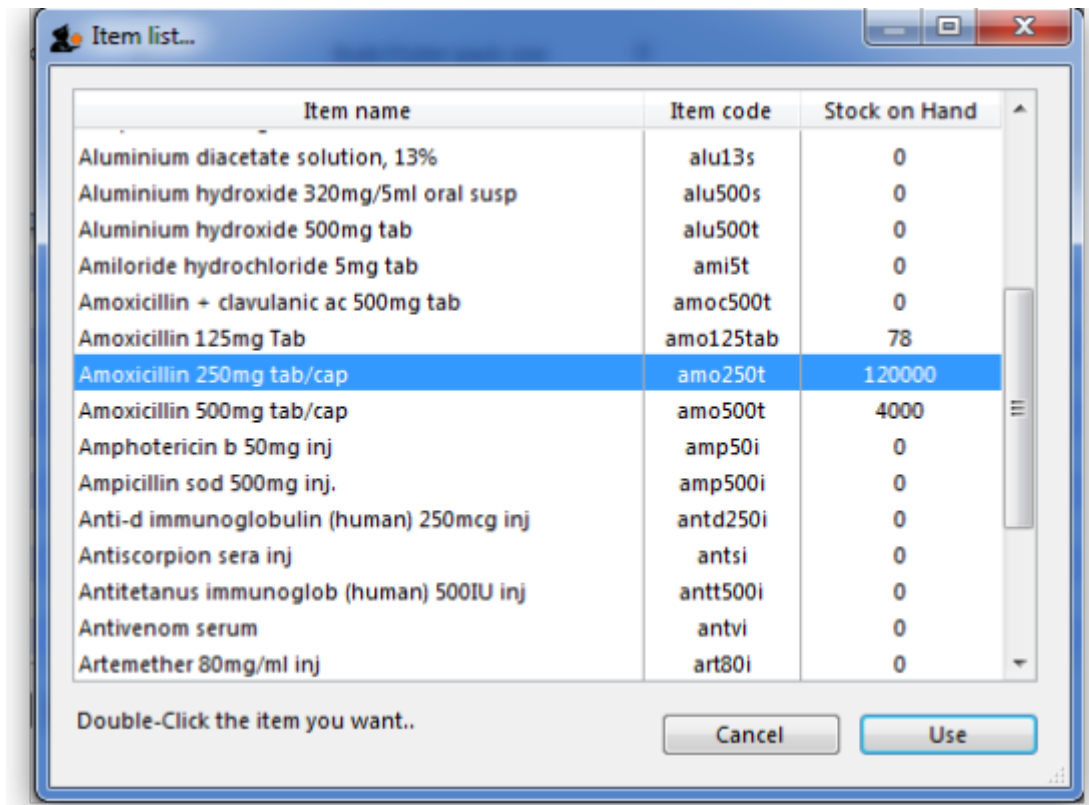 Item list...
Item name Item code Stock on Hand
Aluminium diacetate solution, 13% alu13s 0
Aluminium hydroxide 320mg/5ml oral susp alu500s 0
Aluminium hydroxide 500mg tab alu500t 0
Amiloride hydrochloride 5mg tab ami5t 0
Amoxicillin + clavulanic ac 500mg tab amoc500t 0
Amoxicillin 125mg Tab amo125tab 78
Amoxicillin 250mg tab/cap amo250t 120000
Amoxicillin 500mg tab/cap amo500t 4000
Amphotericin b 50mg inj amp50i 0
Ampicillin sod 500mg inj. amp500i 0
Anti-d immunoglobulin (human) 250mcg inj antd250i 0
Antiscorpion sera inj antsi 0
Antitetanus immunoglob (human) 500IU inj antt500i 0
Antivenom serum antvi 0
Artemether 80mg/ml inj art80i 0
Double-Click the item you want..
Cancel Use